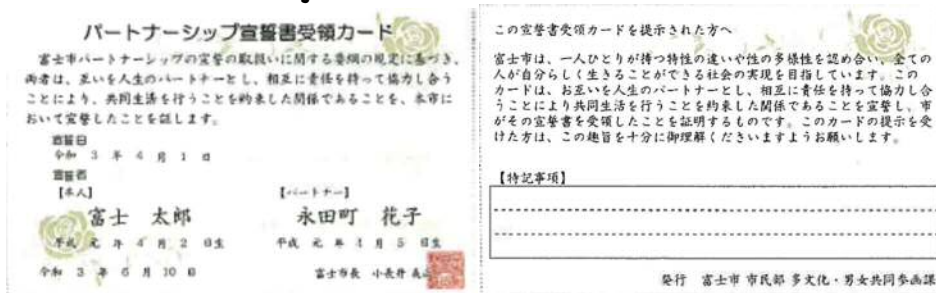 パートナーシップ宣誓書受領カード
富士市パートナーシップの宣誓の取扱いに関する要綱の規定に基づき、
両者は、互いを人生のパートナーとし、相互に責任を持って協力し合う
ことにより、共同生活を行うことを約束した関係であることを、本市に
おいて宣誓したことを証します。
宣誓日
令和 3 年 4 月 1 日
宣誓者
【本人】 【パートナー】
富士 太郎 永田町 花子
平成 元 年 4 月 2 日生 平成 元 年 1 月 5 日生
令和 3 年 6 月 10 日 富士市長 小長井 義
この宣誓書受領カードを提示された方へ
富士市は、一人ひとりが持つ特性の違いや性の多様性を認め合い、全ての
人が自分らしく生きることができる社会の実現を目指しています。この
カードは、お互いを人生のパートナーとし、相互に責任を持って協力し合
うことにより共同生活を行うことを約束した関係であることを宣誓し、市
がその宣誓書を受領したことを証明するものです。このカードの提示を受
けた方は、この趣旨を十分に御理解くださいますようお願いします。
【特記事項】
発行 富士市 市民部 多文化・男女共同参画課